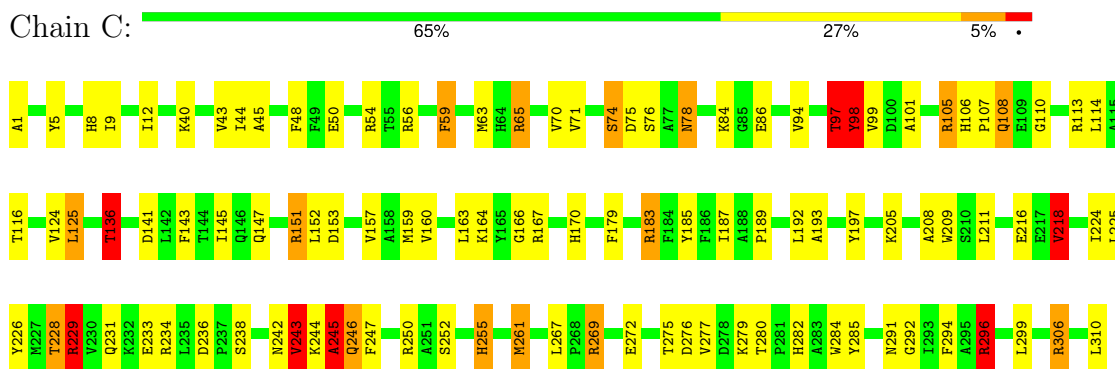 Chain C:
65% 27% 5% •
A1 Y5 H8 I9 I12 K40 V43 I44 A45 F48 F49 E50 R54 T55 R56 F59 M63 H64 R65 V70 V71 S74 D75 S76 A77 N78 K84 G85 E86 V94 T97 Y98 V99 D100 A101 R105 H106 P107 Q108 E109 G110 R113 L114 A115
T116 V124 L125 T136 D141 L142 F143 T144 I145 Q146 Q147 R151 L152 D153 V157 A158 M159 V160 L163 K164 Y165 G166 R167 H170 F179 R183 F184 Y185 F186 I187 A188 P189 L192 A193 Y197 K205 A208 W209 S210 L211 E216 E217 V218 I224 L225
Y226 M227 T228 R229 V230 Q231 K232 E233 R234 L235 D236 P237 S238 N242 V243 K244 A245 Q246 F247 R250 A251 S252 H255 M261 L267 P268 R269 E272 T275 D276 V277 D278 K279 T280 P281 H282 A283 W284 Y285 N291 G292 I293 F294 A295 R296 L299 R306 L310